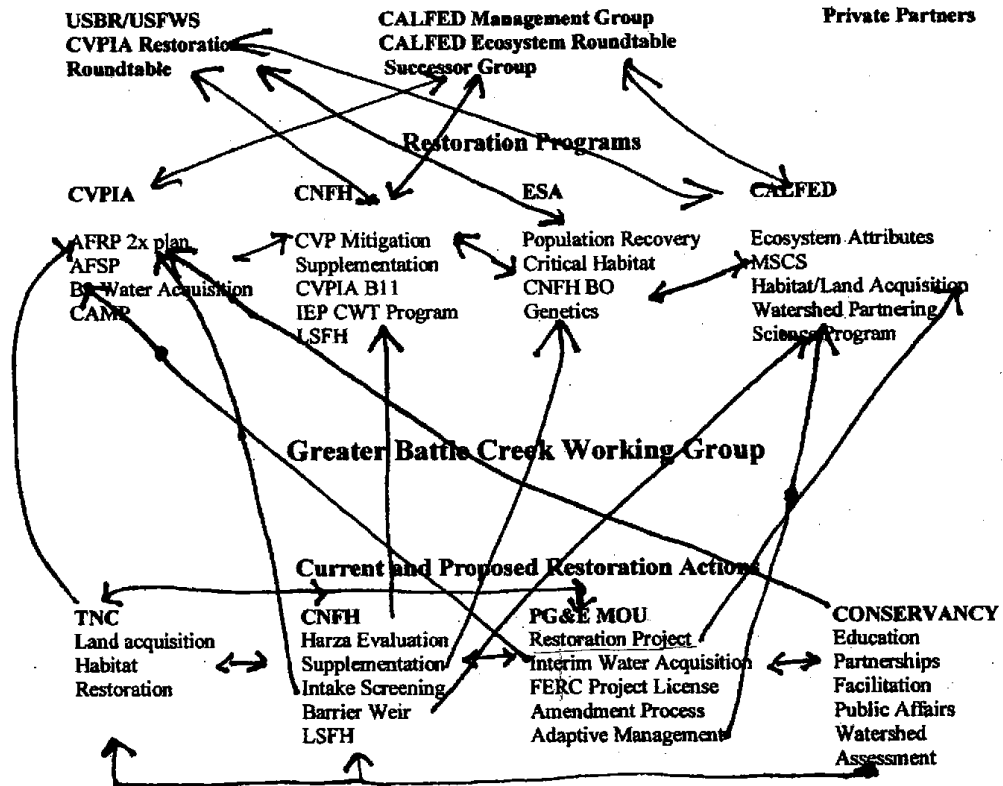 USBR/USFWS
CVPIA Restoration
Roundtable
CALFED Management Group
CALFED Ecosystem Roundtable
Successor Group
Private Partners
Restoration Programs
CVPIA
AFRP 2x plan
AFSP
Water Acquisition
CAMP
CNFH
CVP Mitigation
Supplementation
CVPIA B11
IEP CWT Program
LSFH
ESA
Population Recovery
Critical Habitat
CNFH BO
Genetics
CALFED
Ecosystem Attributes
MSCS
Habitat/Land Acquisition
Watershed Partnering
Science Program
Greater Battle Creek Working Group
Current and Proposed Restoration Actions
TNC
Land acquisition
Habitat
Restoration
CNFH
Harza Evaluation
Supplementation
Intake Screening
Barrier Weir
LSFH
PG&E MOU
Restoration Project
Interim Water Acquisition
FERC Project License
Amendment Process
Adaptive Management
CONSERVANCY
Education
Partnerships
Facilitation
Public Affairs
Watershed
Assessment